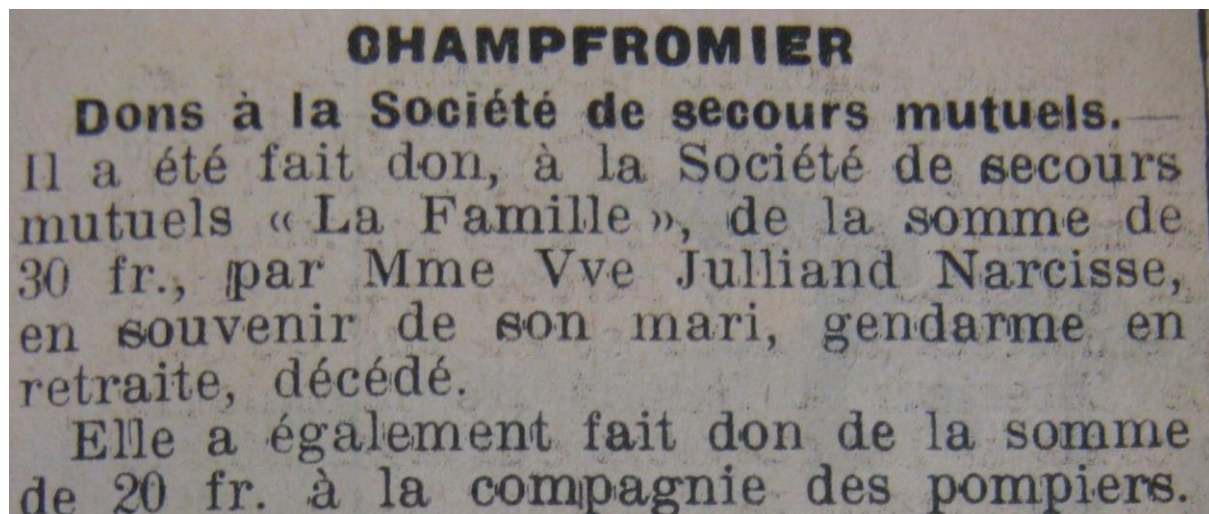 CHAMPFROMIER
Dons à la Société de secours mutuels. —
Il a été fait don, à la Société de secours
mutuels « La Famille », de la somme de
30 fr., par Mme Vve Julliand Narcisse,
en souvenir de son mari, gendarme en
retraite, décédé.
Elle a également fait don de la somme
de 20 fr. à la compagnie des pompiers.